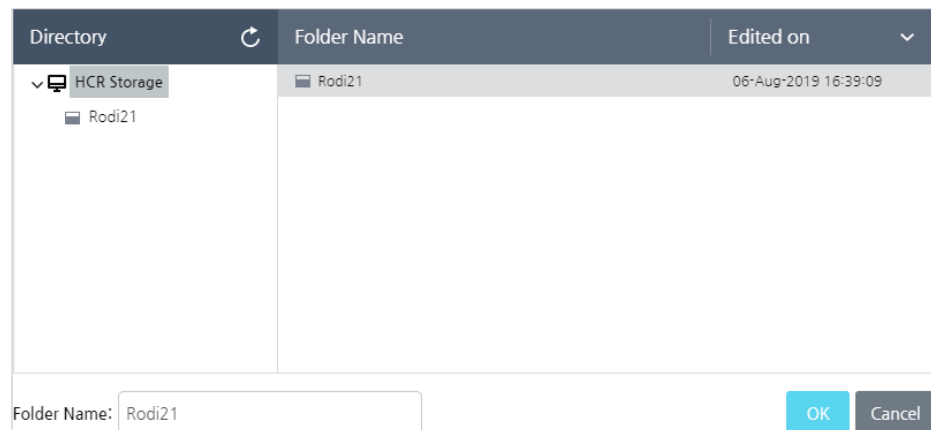 Directory
Folder Name
Edited on
HCR Storage
Rodi21
06-Aug-2019 16:39:09
Rodi21
Folder Name: Rodi21
OK
Cancel